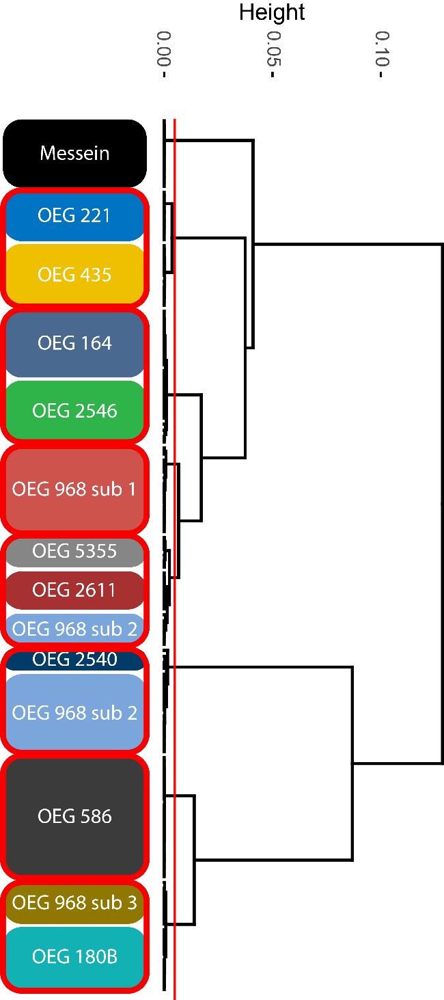 Height
0.00
0.05
0.10
Messein
OEG 221
OEG 435
OEG 164
OEG 2546
OEG 968 sub 1
OEG 5355
OEG 2611
OEG 968 sub 2
OEG 2540
OEG 968 sub 2
OEG 586
OEG 968 sub 3
OEG 180B